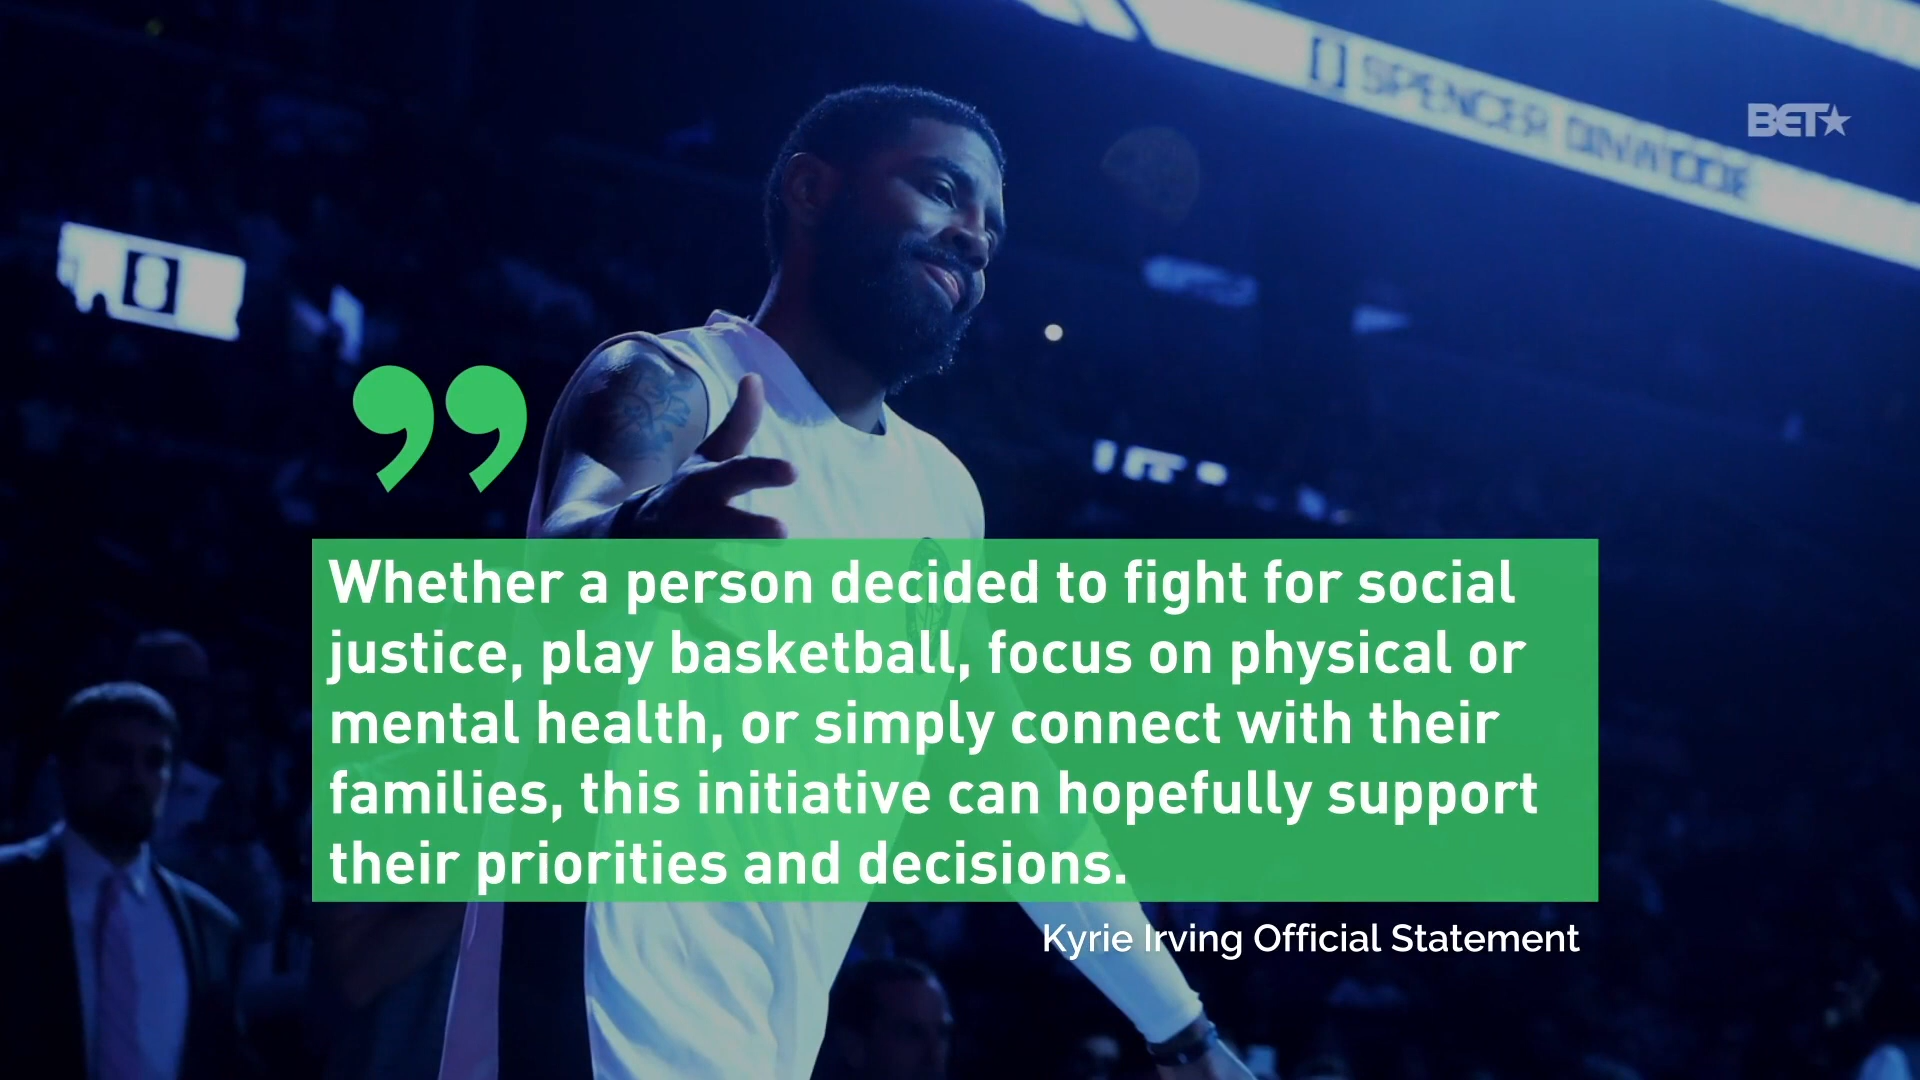 SPENCER DINWIDDIE
BET
8
”
Whether a person decided to fight for social
justice, play basketball, focus on physical or
mental health, or simply connect with their
families, this initiative can hopefully support
their priorities and decisions.
Kyrie Irving Official Statement